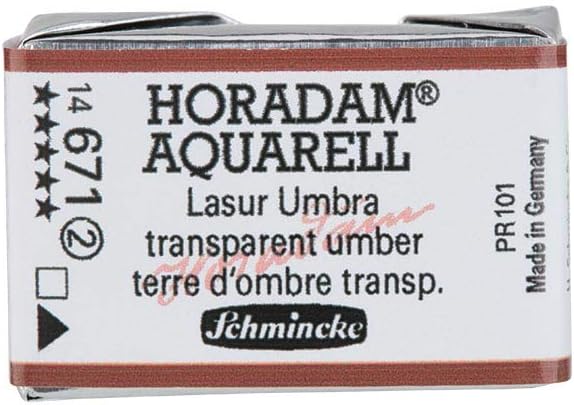 HORADAM®
AQUARELL
Lasur Umbra
transparent umber
terre d'ombre transp.
Schmincke
★★★★★
14 671 ②
PR101
Made in Germany
Horadam